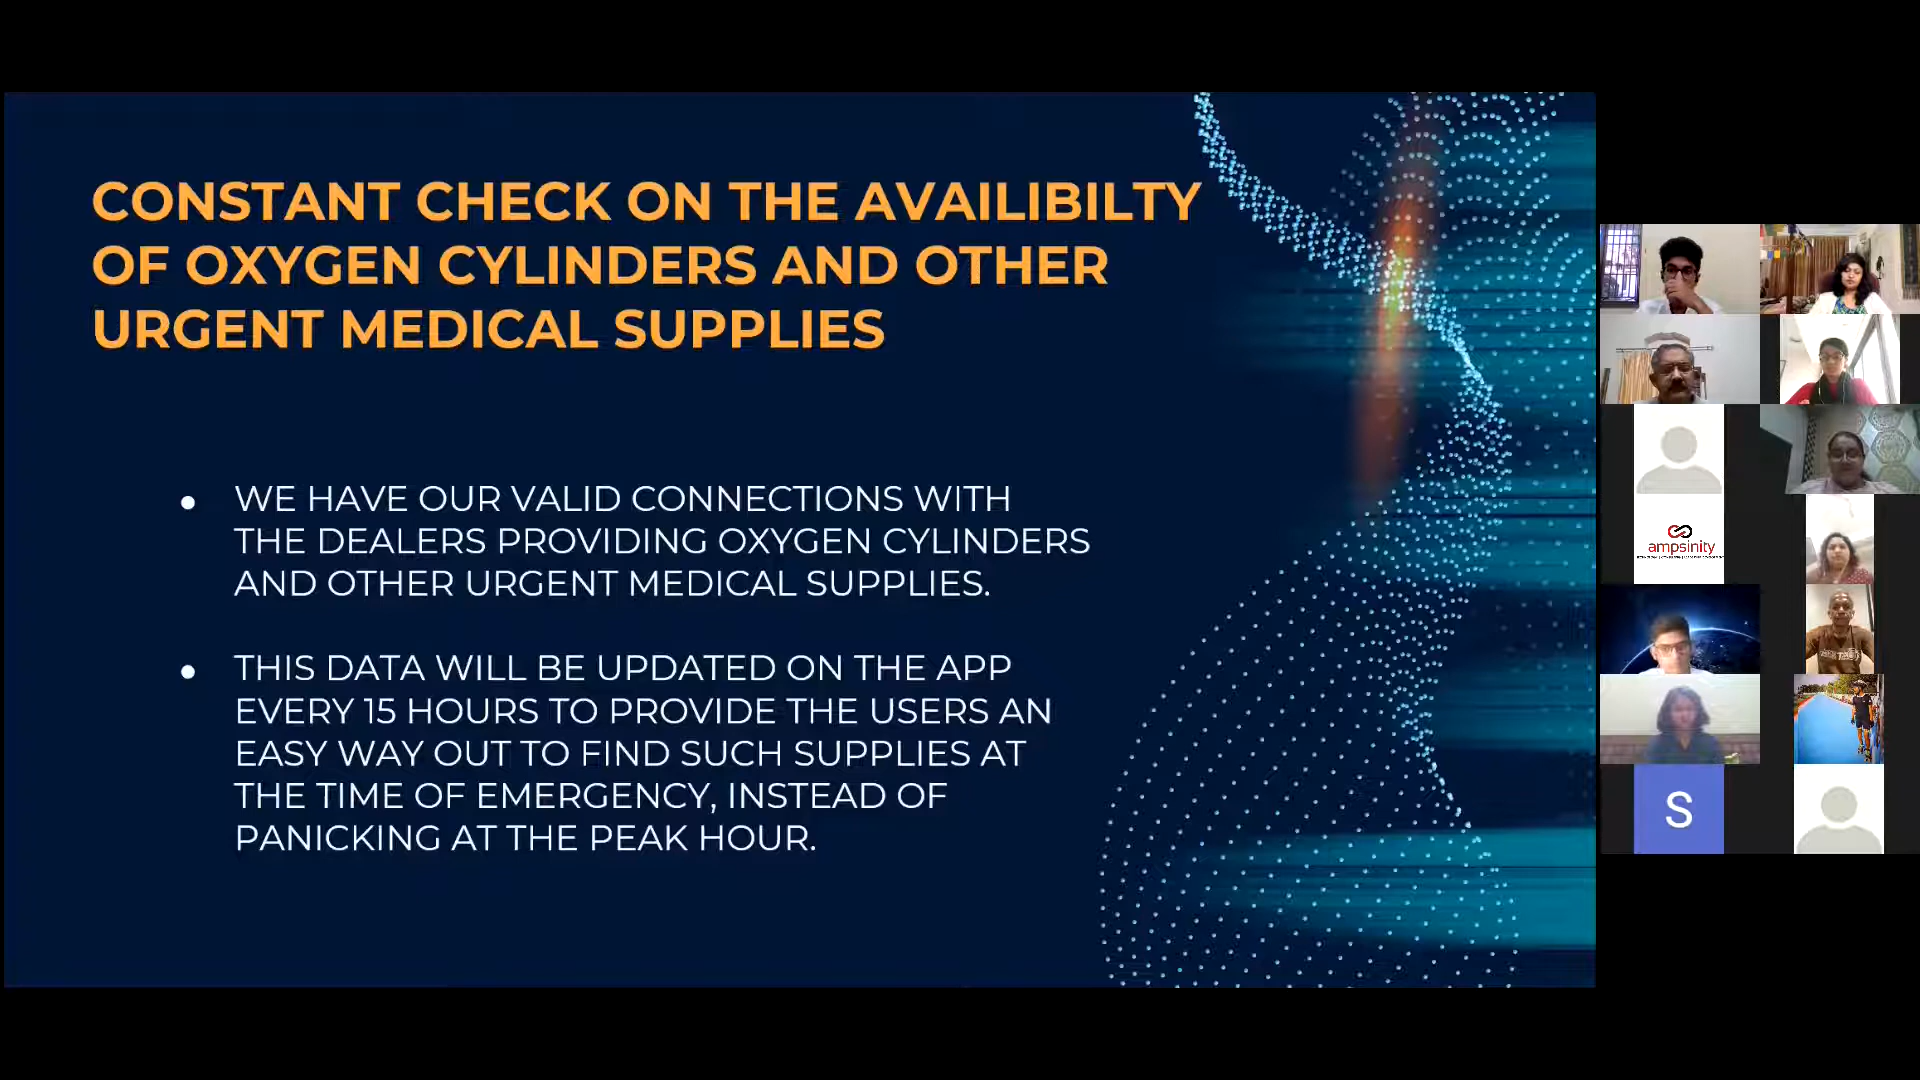 CONSTANT CHECK ON THE AVAILIBILTY
OF OXYGEN CYLINDERS AND OTHER
URGENT MEDICAL SUPPLIES
● WE HAVE OUR VALID CONNECTIONS WITH
THE DEALERS PROVIDING OXYGEN CYLINDERS
AND OTHER URGENT MEDICAL SUPPLIES.
● THIS DATA WILL BE UPDATED ON THE APP
EVERY 15 HOURS TO PROVIDE THE USERS AN
EASY WAY OUT TO FIND SUCH SUPPLIES AT
THE TIME OF EMERGENCY, INSTEAD OF
PANICKING AT THE PEAK HOUR.
ampsinity
S